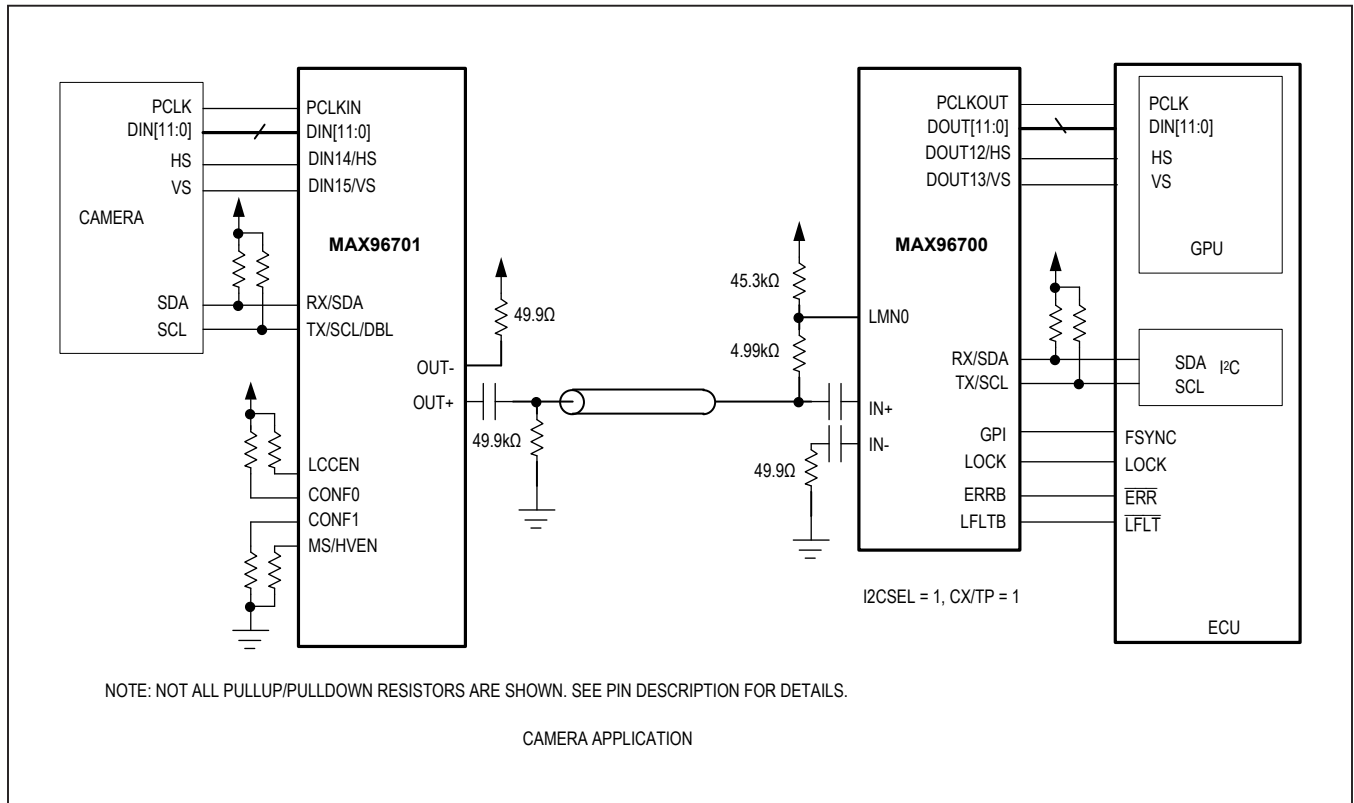 PCLK
DIN[11:0]
HS
VS
CAMERA
SDA
SCL
PCLKIN
DIN[11:0]
DIN14/HS
DIN15/VS
MAX96701
RX/SDA
TX/SCL/DBL
OUT-
OUT+
LCCEN
CONF0
CONF1
MS/HVEN
49.9Ω
49.9kΩ
45.3kΩ
4.99kΩ
49.9Ω
PCLKOUT
DOUT[11:0]
DOUT12/HS
DOUT13/VS
MAX96700
LMN0
RX/SDA
TX/SCL
IN+
IN-
GPI
LOCK
ERRB
LFLTB
I2CSEL = 1, CX/TP = 1
PCLK
DIN[11:0]
HS
VS
GPU
SDA I²C
SCL
FSYNC
LOCK
ERR
LFLT
ECU
NOTE: NOT ALL PULLUP/PULLDOWN RESISTORS ARE SHOWN. SEE PIN DESCRIPTION FOR DETAILS.
CAMERA APPLICATION